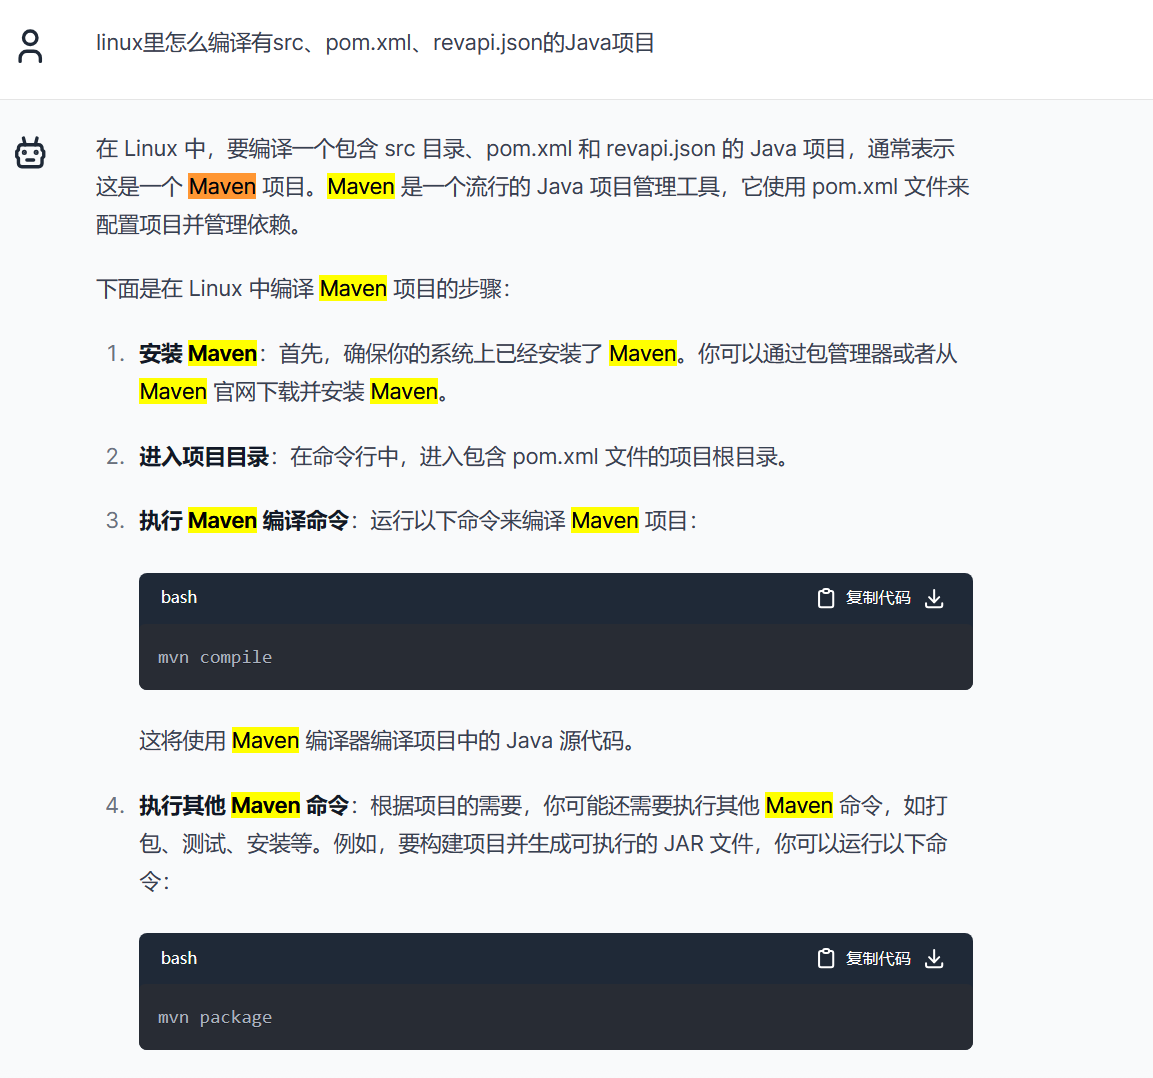 linux里怎么编译有src、pom.xml、revapi.json的Java项目
在 Linux 中，要编译一个包含 src 目录、pom.xml 和 revapi.json 的 Java 项目，通常表示
这是一个 Maven 项目。Maven 是一个流行的 Java 项目管理工具，它使用 pom.xml 文件来
配置项目并管理依赖。
下面是在 Linux 中编译 Maven 项目的步骤：
1. 安装 Maven：首先，确保你的系统上已经安装了 Maven。你可以通过包管理器或者从
Maven 官网下载并安装 Maven。
2. 进入项目目录：在命令行中，进入包含 pom.xml 文件的项目根目录。
3. 执行 Maven 编译命令：运行以下命令来编译 Maven 项目：
bash 复制代码
mvn compile
这将使用 Maven 编译器编译项目中的 Java 源代码。
4. 执行其他 Maven 命令：根据项目的需要，你可能还需要执行其他 Maven 命令，如打
包、测试、安装等。例如，要构建项目并生成可执行的 JAR 文件，你可以运行以下命
令：
bash 复制代码
mvn package